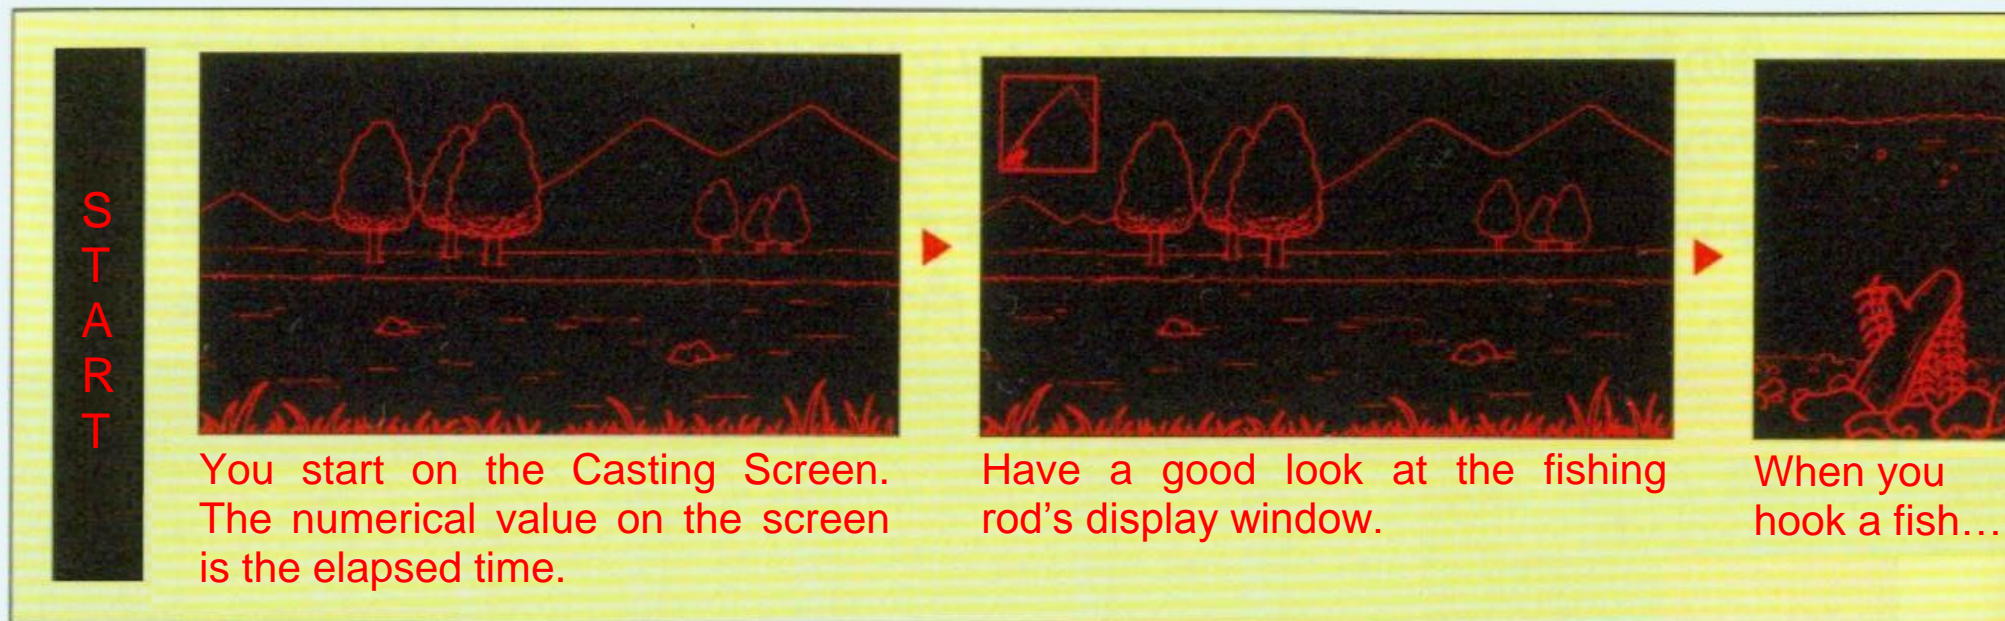 START
You start on the Casting Screen.
The numerical value on the screen
is the elapsed time.
Have a good look at the fishing
rod’s display window.
When you
hook a fish…